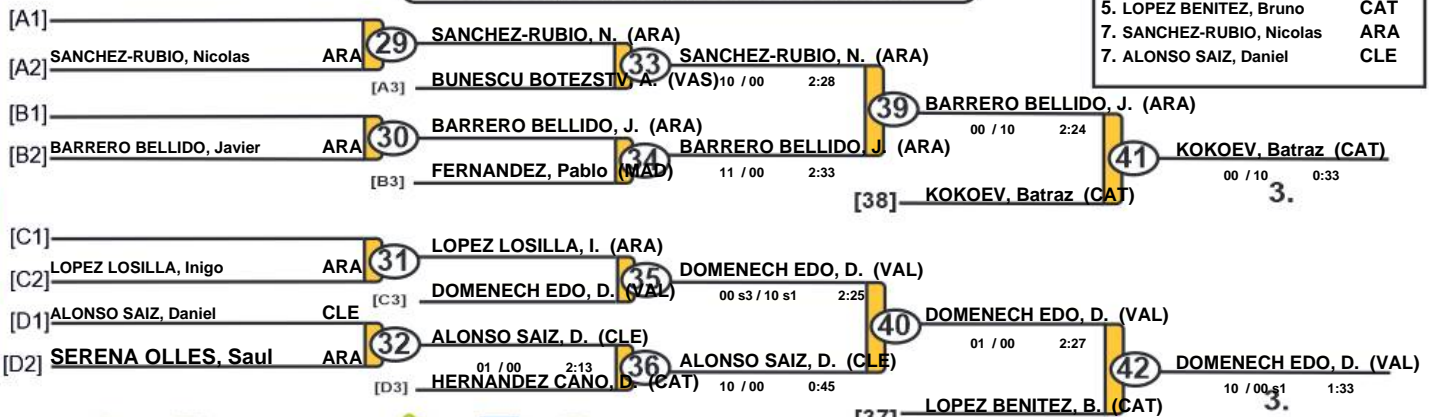 5. LOPEZ BENITEZ, Bruno CAT
7. SANCHEZ-RUBIO, Nicolas ARA
7. ALONSO SAIZ, Daniel CLE
[A1]
[A2] SANCHEZ-RUBIO, Nicolas ARA
29
SANCHEZ-RUBIO, N. (ARA)
[A3] BUNESCU BOTEZSTV, A. (VAS)
33
SANCHEZ-RUBIO, N. (ARA)
10 / 00 2:28
[B1]
[B2] BARRERO BELLIDO, Javier ARA
30
BARRERO BELLIDO, J. (ARA)
[B3] FERNANDEZ, Pablo (MAD)
34
BARRERO BELLIDO, J. (ARA)
11 / 00 2:33
39
BARRERO BELLIDO, J. (ARA)
00 / 10 2:24
[38] KOKOEV, Batraz (CAT)
41
KOKOEV, Batraz (CAT)
00 / 10 0:33
3.
[C1]
[C2] LOPEZ LOSILLA, Inigo ARA
31
LOPEZ LOSILLA, I. (ARA)
[C3] DOMENECH EDO, D. (VAL)
35
DOMENECH EDO, D. (VAL)
00 s3 / 10 s1 2:25
[D1] ALONSO SAIZ, Daniel CLE
[D2] SERENA OLLES, Saul ARA
32
ALONSO SAIZ, D. (CLE)
01 / 00 2:13
[D3] HERNANDEZ CANO, D. (CAT)
36
ALONSO SAIZ, D. (CLE)
10 / 00 0:45
40
DOMENECH EDO, D. (VAL)
01 / 00 2:27
[37] LOPEZ BENITEZ, B. (CAT)
42
DOMENECH EDO, D. (VAL)
10 / 00 s1 1:33
3.